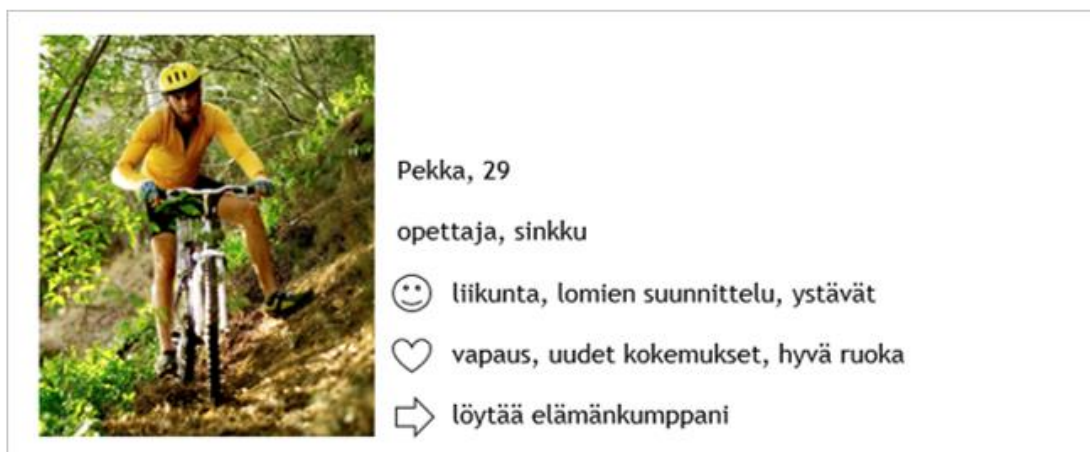 Pekka, 29
opettaja, sinkku
liikunta, lomien suunnittelu, ystävät
vapaus, uudet kokemukset, hyvä ruoka
löytää elämänkumppani